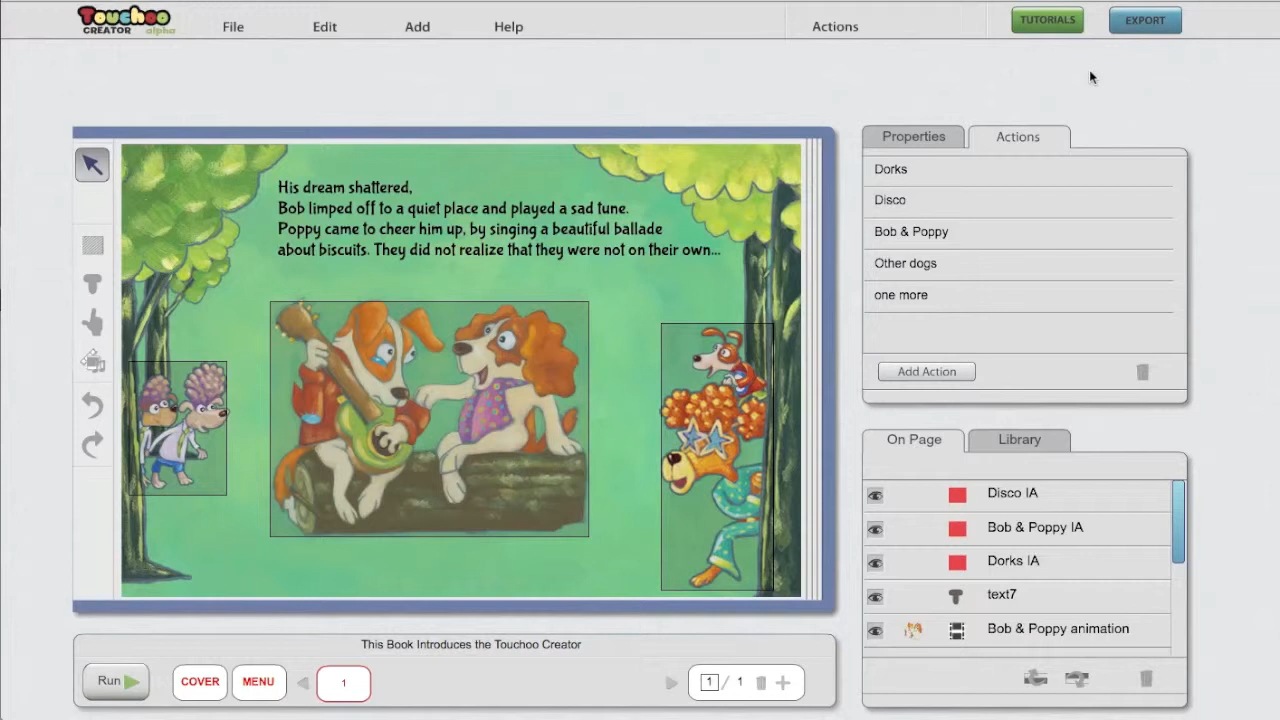 Touchoo
CREATOR alpha
File Edit Add Help Actions TUTORIALS EXPORT
His dream shattered,
Bob limped off to a quiet place and played a sad tune.
Poppy came to cheer him up, by singing a beautiful ballade
about biscuits. They did not realize that they were not on their own...
Properties Actions
Dorks
Disco
Bob & Poppy
Other dogs
one more
Add Action
On Page Library
Disco IA
Bob & Poppy IA
Dorks IA
text7
Bob & Poppy animation
This Book Introduces the Touchoo Creator
Run COVER MENU 1 1 / 1